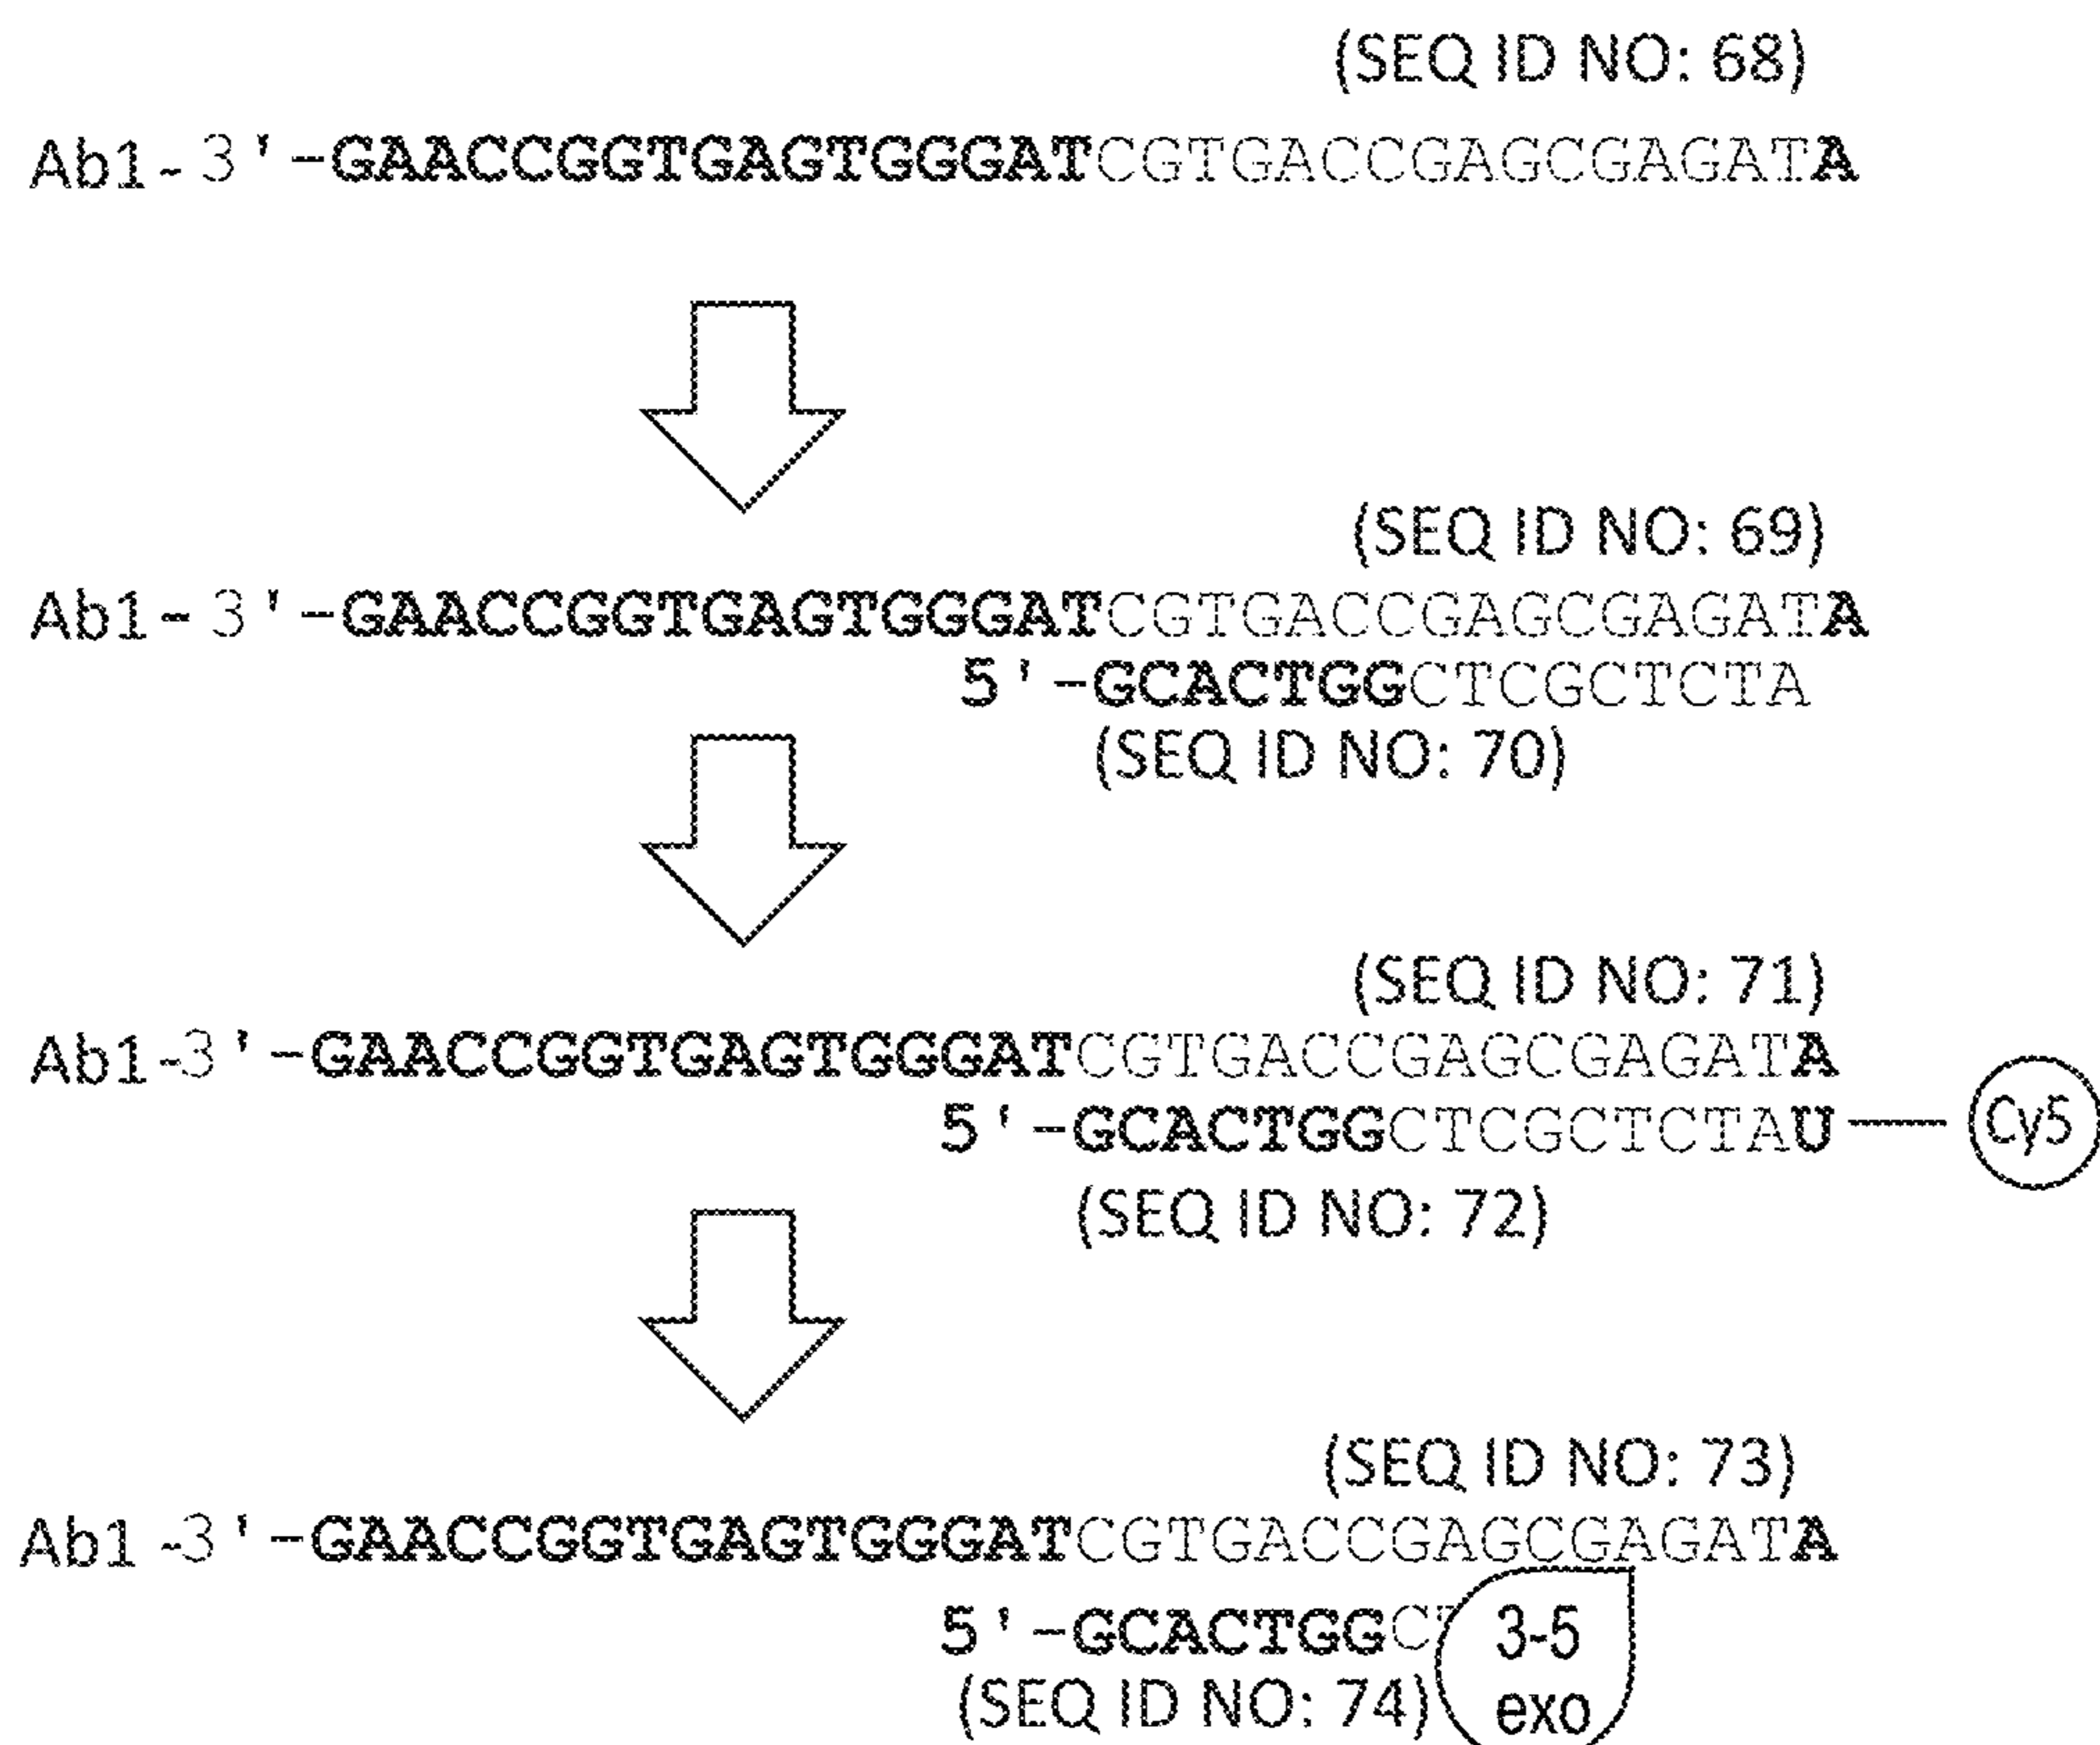 (SEQ ID NO: 68)
Ab1-3'-GAACCGGTGAGTGGGATCGTGACCGAGCGAGATA
(SEQ ID NO: 69)
Ab1-3'-GAACCGGTGAGTGGGATCGTGACCGAGCGAGATA
5'-GCACTGGCTCGCTCTA
(SEQ ID NO: 70)
(SEQ ID NO: 71)
Ab1-3'-GAACCGGTGAGTGGGATCGTGACCGAGCGAGATA
5'-GCACTGGCTCGCTCTAU Cy5
(SEQ ID NO: 72)
(SEQ ID NO: 73)
Ab1-3'-GAACCGGTGAGTGGGATCGTGACCGAGCGAGATA
5'-GCACTGGCT 3-5
(SEQ ID NO: 74) exo